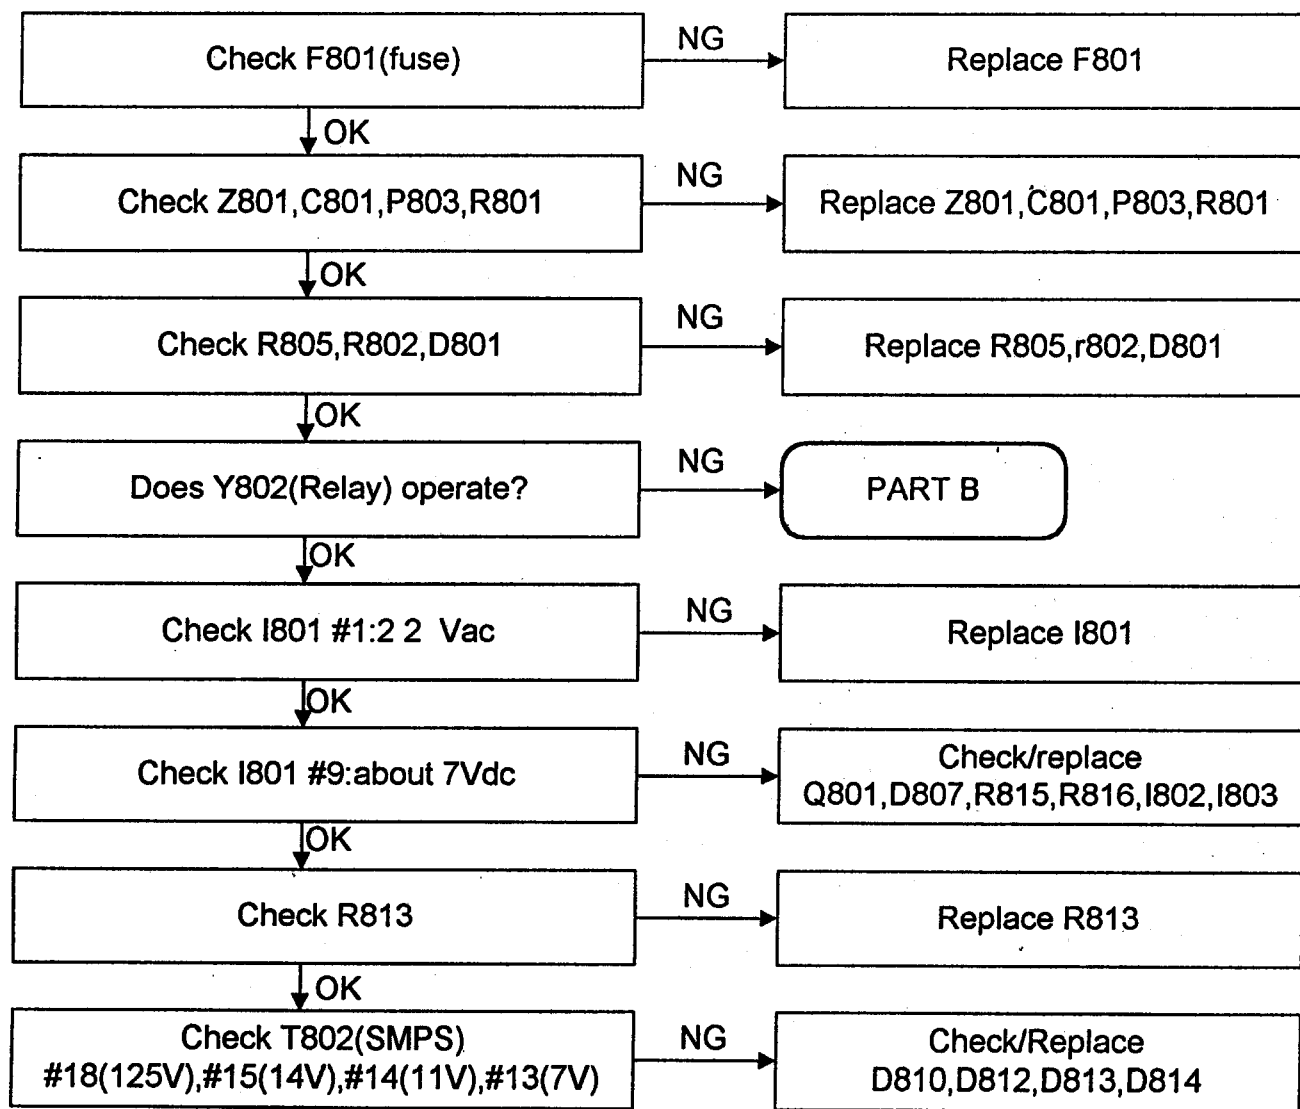 Check F801(fuse)
NG
Replace F801
OK
Check Z801,C801,P803,R801
NG
Replace Z801,C801,P803,R801
OK
Check R805,R802,D801
NG
Replace R805,r802,D801
OK
Does Y802(Relay) operate?
NG
PART B
OK
Check I801 #1:2 2 Vac
NG
Replace I801
OK
Check I801 #9:about 7Vdc
NG
Check/replace
Q801,D807,R815,R816,I802,I803
OK
Check R813
NG
Replace R813
OK
Check T802(SMPS)
#18(125V),#15(14V),#14(11V),#13(7V)
NG
Check/Replace
D810,D812,D813,D814